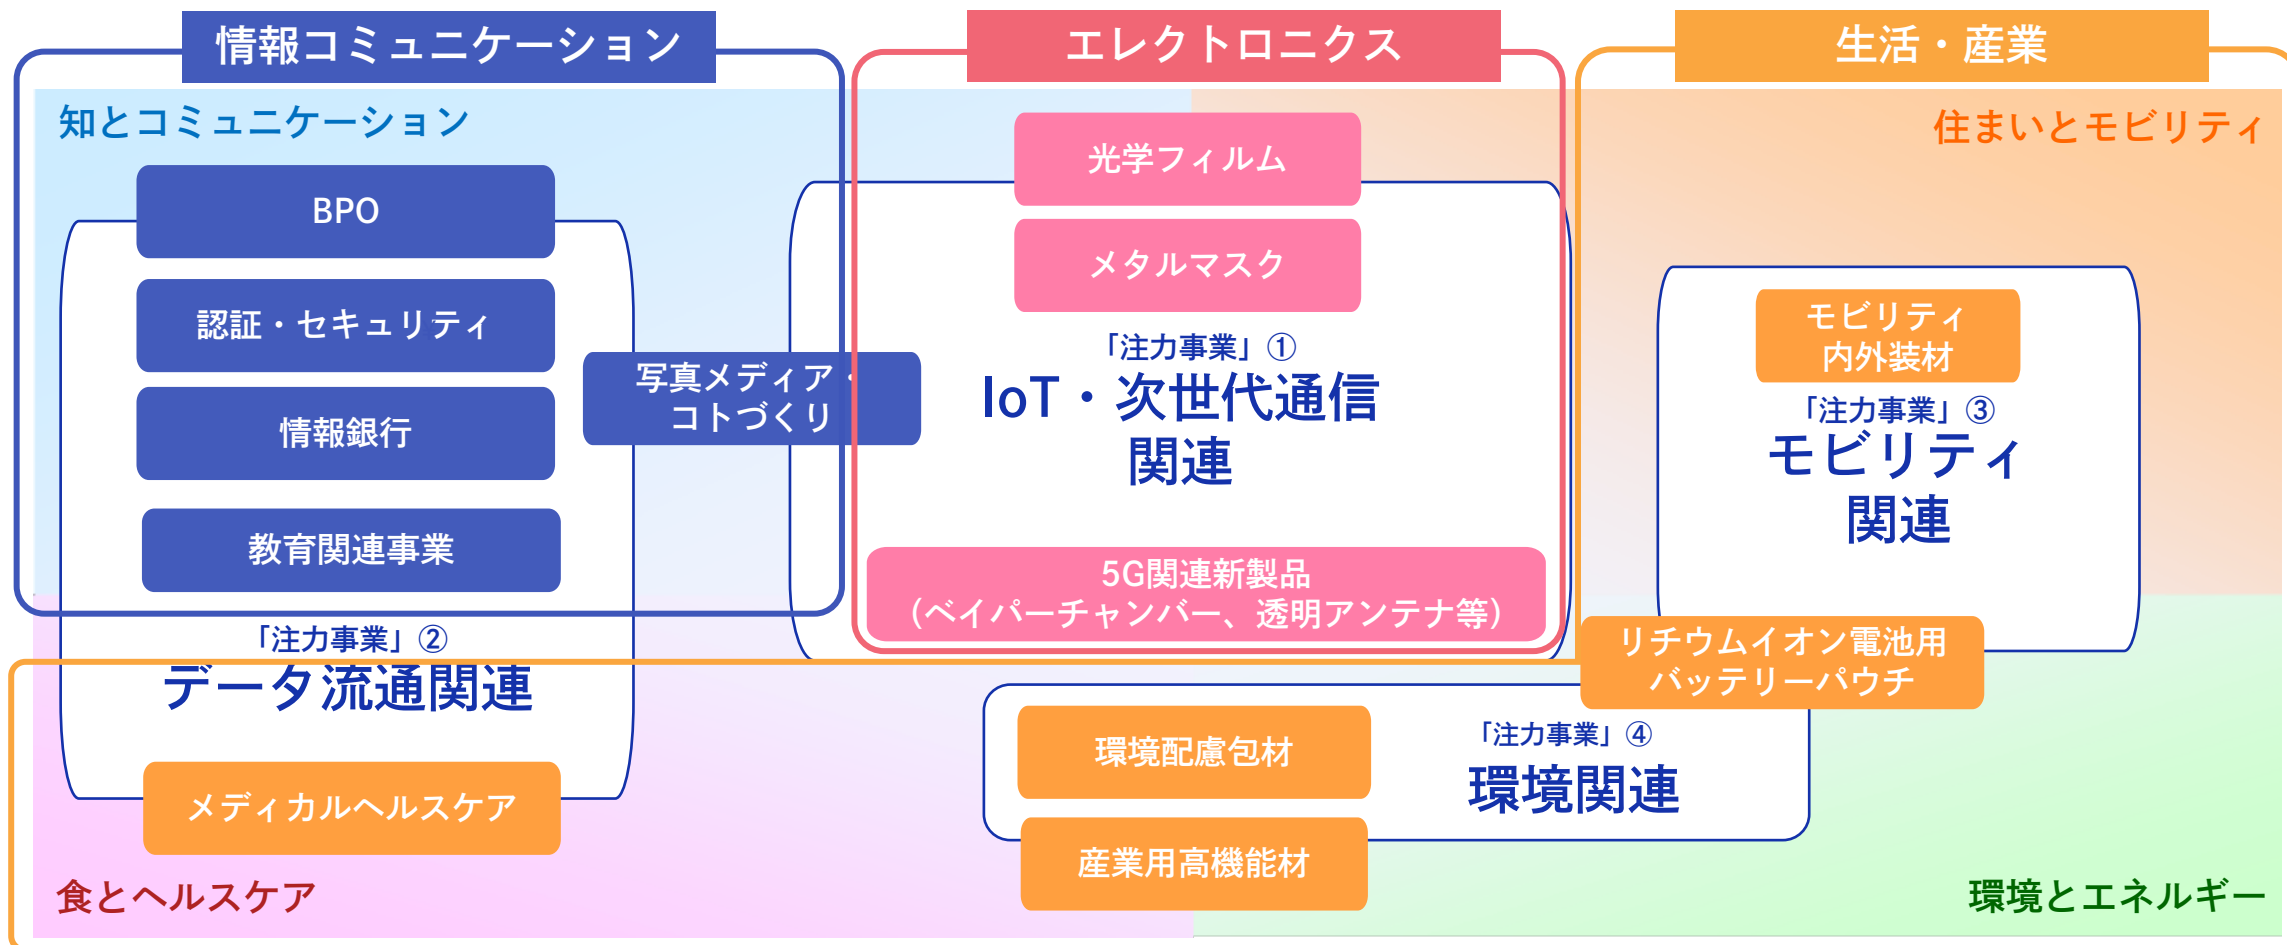 情報コミュニケーション
エレクトロニクス
生活・産業
知とコミュニケーション
住まいとモビリティ
BPO
認証・セキュリティ
情報銀行
教育関連事業
写真メディア・
コトづくり
「注力事業」②
データ流通関連
メディカルヘルスケア
食とヘルスケア
光学フィルム
メタルマスク
「注力事業」①
IoT・次世代通信
関連
5G関連新製品
（ベイパーチャンバー、透明アンテナ等）
モビリティ
内外装材
「注力事業」③
モビリティ
関連
リチウムイオン電池用
バッテリーパウチ
環境配慮包材
「注力事業」④
環境関連
産業用高機能材
環境とエネルギー